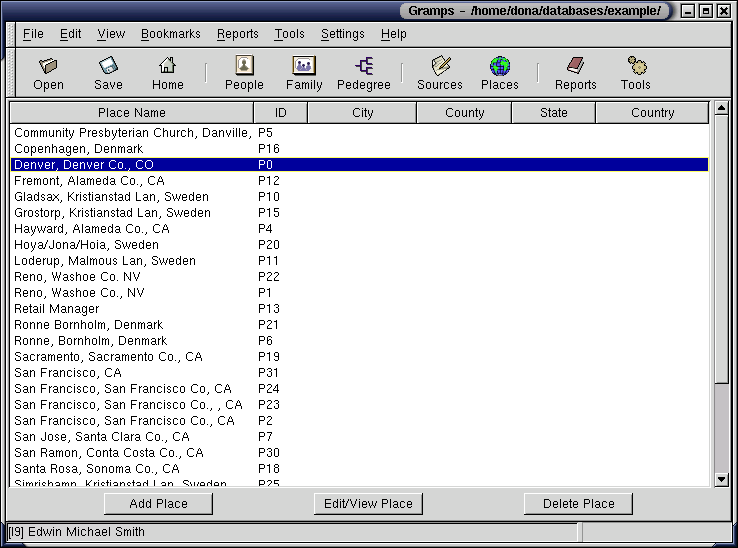 Gramps - /home/dona/databases/example/
File Edit View Bookmarks Reports Tools Settings Help
Open Save Home People Family Pedegree Sources Places Reports Tools
Place Name ID City County State Country
Community Presbyterian Church, Danville, P5
Copenhagen, Denmark P16
Denver, Denver Co., CO P0
Fremont, Alameda Co., CA P12
Gladsax, Kristianstad Lan, Sweden P10
Grostorp, Kristianstad Lan, Sweden P15
Hayward, Alameda Co., CA P4
Hoya/Jona/Hoia, Sweden P20
Loderup, Malmous Lan, Sweden P11
Reno, Washoe Co. NV P22
Reno, Washoe Co., NV P1
Retail Manager P13
Ronne Bornholm, Denmark P21
Ronne, Bornholm, Denmark P6
Sacramento, Sacramento Co., CA P19
San Francisco, CA P31
San Francisco, San Francisco Co, CA P24
San Francisco, San Francisco Co., , CA P23
San Francisco, San Francisco Co., CA P2
San Jose, Santa Clara Co., CA P7
San Ramon, Conta Costa Co., CA P30
Santa Rosa, Sonoma Co., CA P18
Simrishamn, Kristianstad Lan, Sweden P25
Add Place Edit/View Place Delete Place
[I9] Edwin Michael Smith